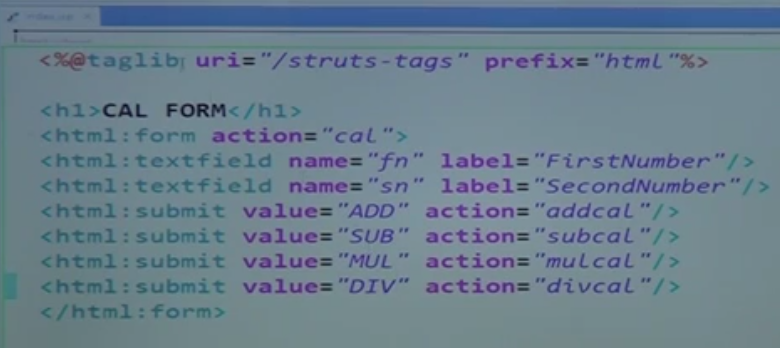 <%@taglib uri="/struts-tags" prefix="html"%>
<h1>CAL FORM</h1>
<html:form action="cal">
<html:textfield name="fn" label="FirstNumber"/>
<html:textfield name="sn" label="SecondNumber"/>
<html:submit value="ADD" action="addcal"/>
<html:submit value="SUB" action="subcal"/>
<html:submit value="MUL" action="mulcal"/>
<html:submit value="DIV" action="divcal"/>
</html:form>